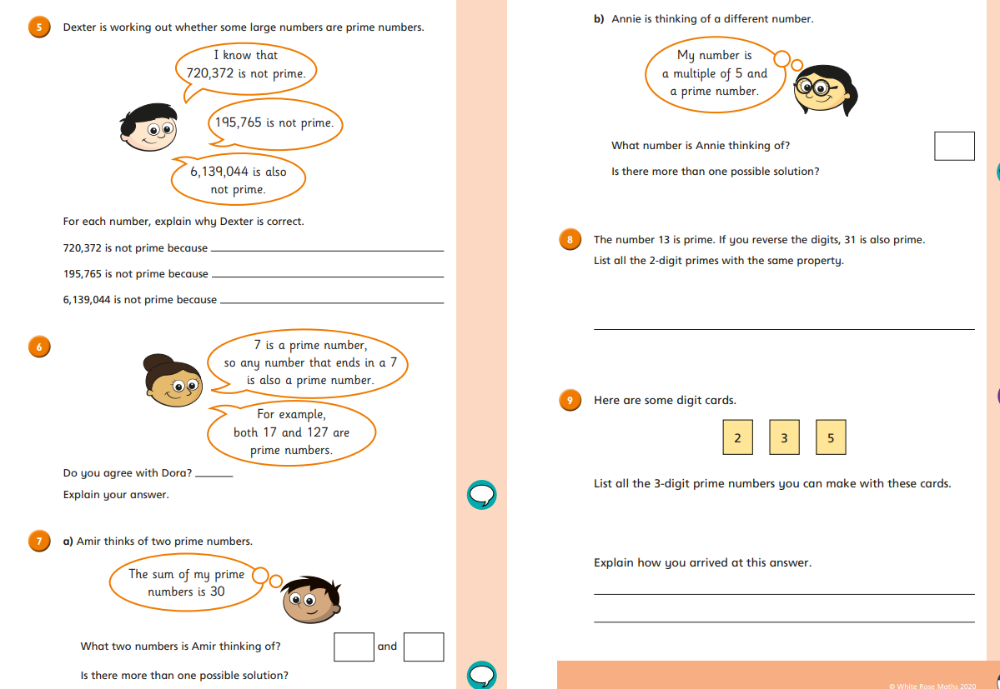 5 Dexter is working out whether some large numbers are prime numbers.
I know that
720,372 is not prime.
195,765 is not prime.
6,139,044 is also
not prime.
For each number, explain why Dexter is correct.
720,372 is not prime because
195,765 is not prime because
6,139,044 is not prime because
6
7 is a prime number,
so any number that ends in a 7
is also a prime number.
For example,
both 17 and 127 are
prime numbers.
Do you agree with Dora?
Explain your answer.
7 a) Amir thinks of two prime numbers.
The sum of my prime
numbers is 30
What two numbers is Amir thinking of? and
Is there more than one possible solution?
b) Annie is thinking of a different number.
My number is
a multiple of 5 and
a prime number.
What number is Annie thinking of?
Is there more than one possible solution?
8 The number 13 is prime. If you reverse the digits, 31 is also prime.
List all the 2-digit primes with the same property.
9 Here are some digit cards.
2 3 5
List all the 3-digit prime numbers you can make with these cards.
Explain how you arrived at this answer.
© White Rose Maths 2020